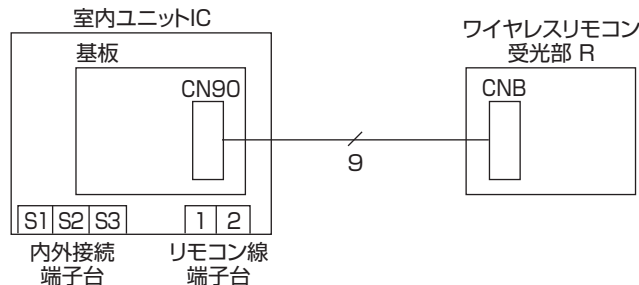 室内ユニットIC
基板
CN90
ワイヤレスリモコン
受光部 R
CNB
9
S1 S2 S3
1 2
内外接続
端子台
リモコン線
端子台